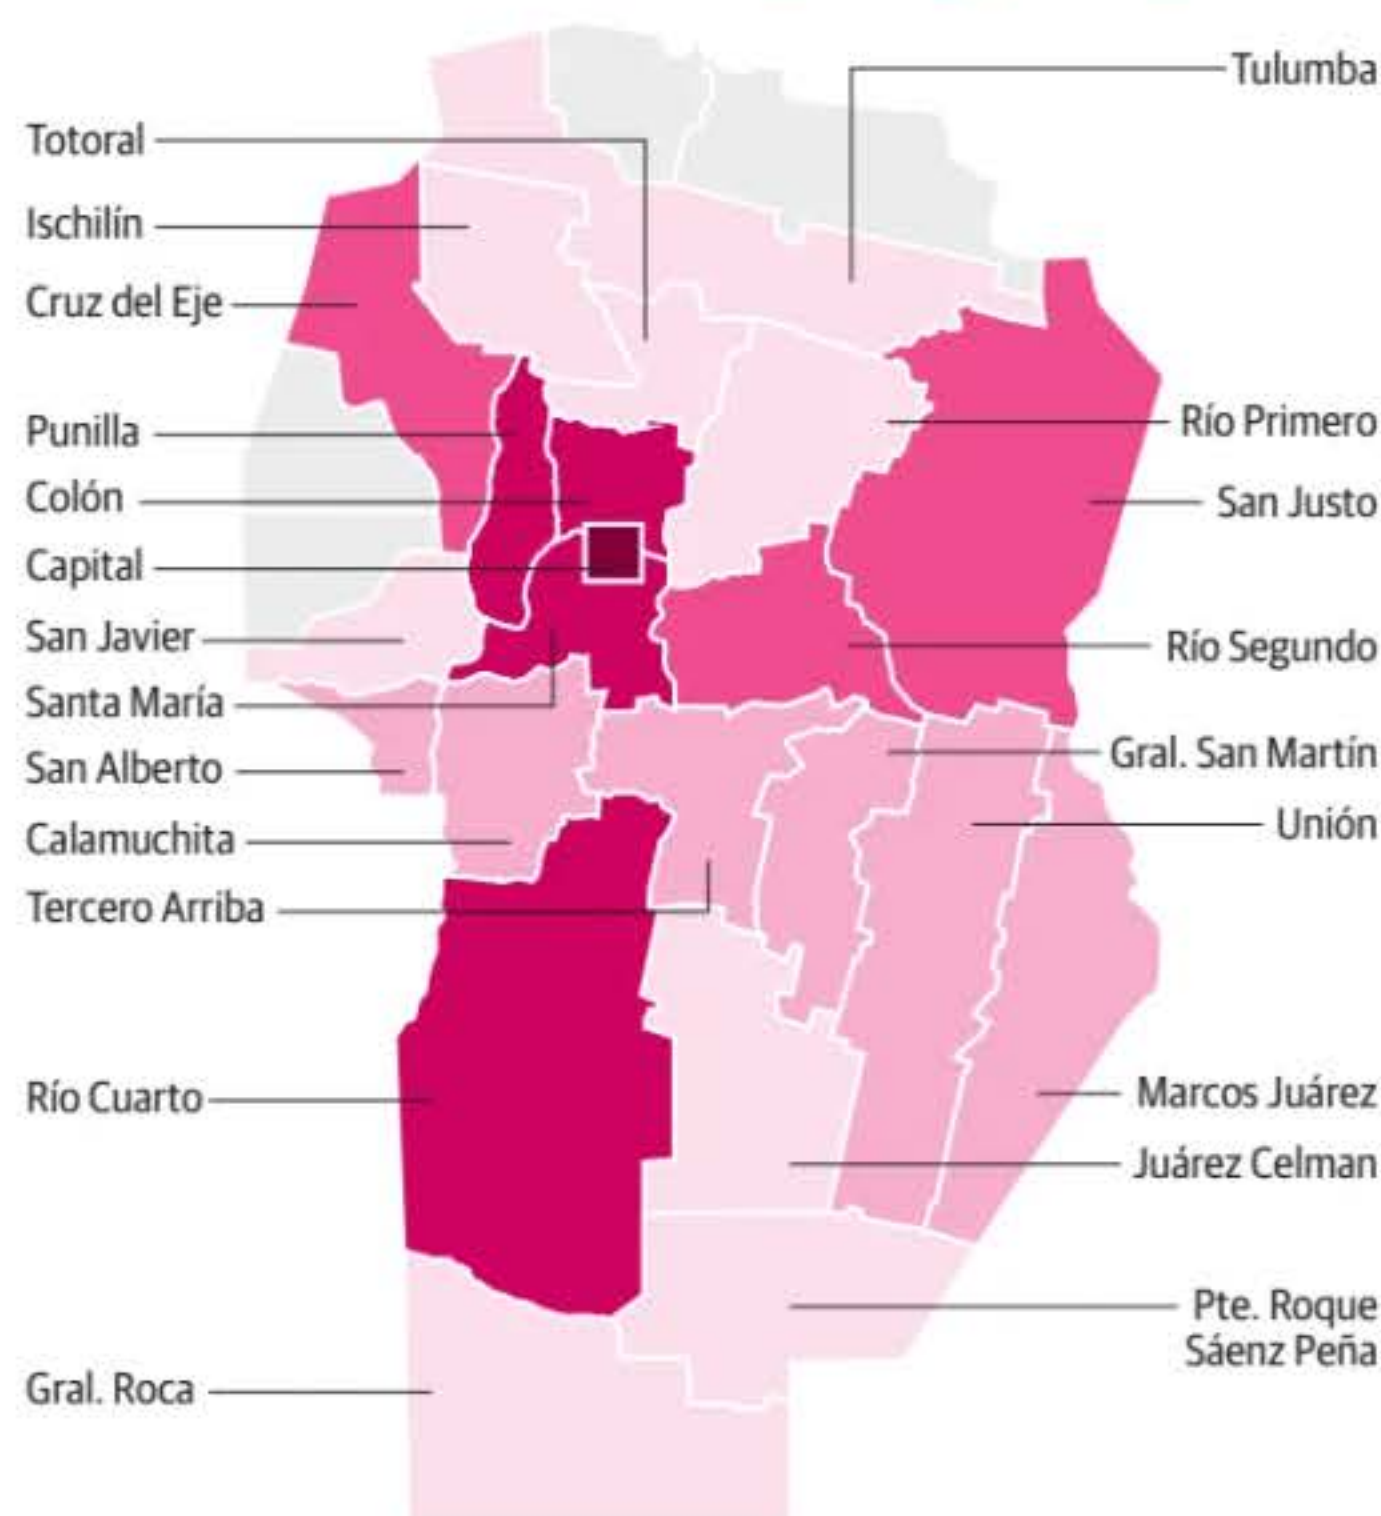 Tulumba
Totoral
Ischilín
Cruz del Eje
Punilla
Río Primero
Colón
San Justo
Capital
San Javier
Río Segundo
Santa María
San Alberto
Gral. San Martín
Calamuchita
Unión
Tercero Arriba
Río Cuarto
Marcos Juárez
Juárez Celman
Pte. Roque
Sáenz Peña
Gral. Roca